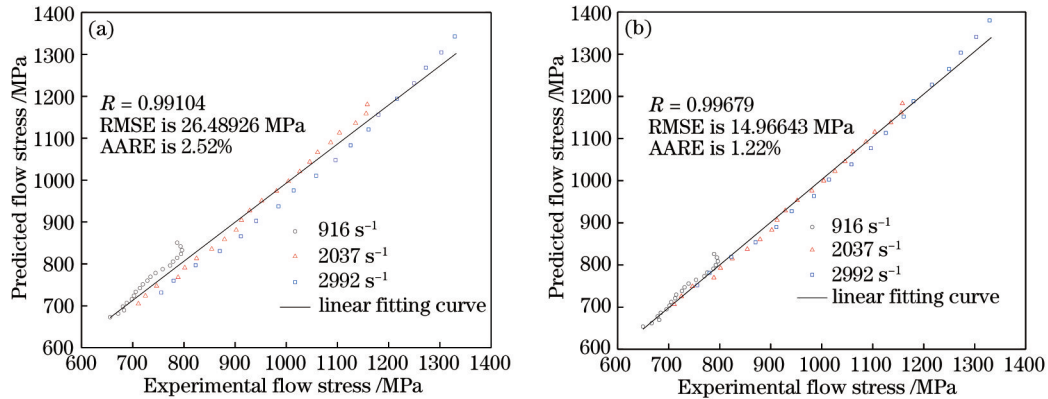 (a)
Predicted flow stress /MPa
1400
1300
1200
1100
1000
900
800
700
600
R = 0.99104
RMSE is 26.48926 MPa
AARE is 2.52%
916 s⁻¹
2037 s⁻¹
2992 s⁻¹
linear fitting curve
600 700 800 900 1000 1100 1200 1300 1400
Experimental flow stress /MPa
(b)
Predicted flow stress /MPa
1400
1300
1200
1100
1000
900
800
700
600
R = 0.99679
RMSE is 14.96643 MPa
AARE is 1.22%
916 s⁻¹
2037 s⁻¹
2992 s⁻¹
linear fitting curve
600 700 800 900 1000 1100 1200 1300 1400
Experimental flow stress /MPa